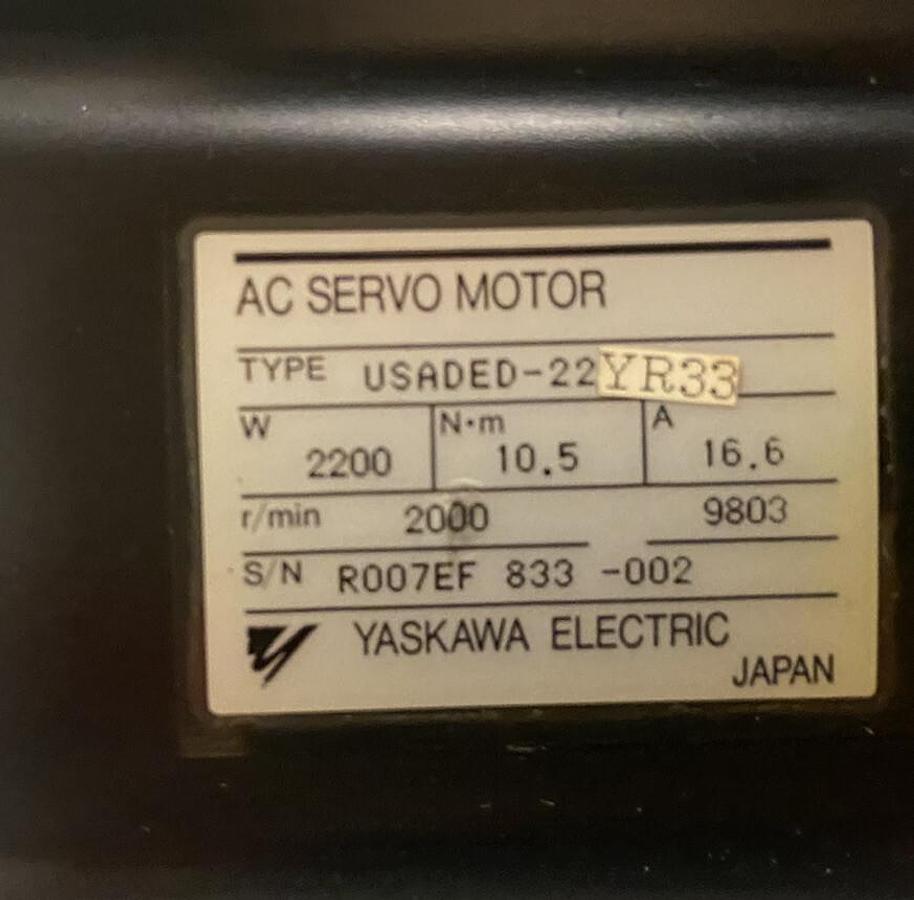 AC SERVO MOTOR
TYPE USADED-22YR33
W N·m A
2200 10.5 16.6
r/min 2000 9803
S/N R007EF 833 -002
YASKAWA ELECTRIC
JAPAN